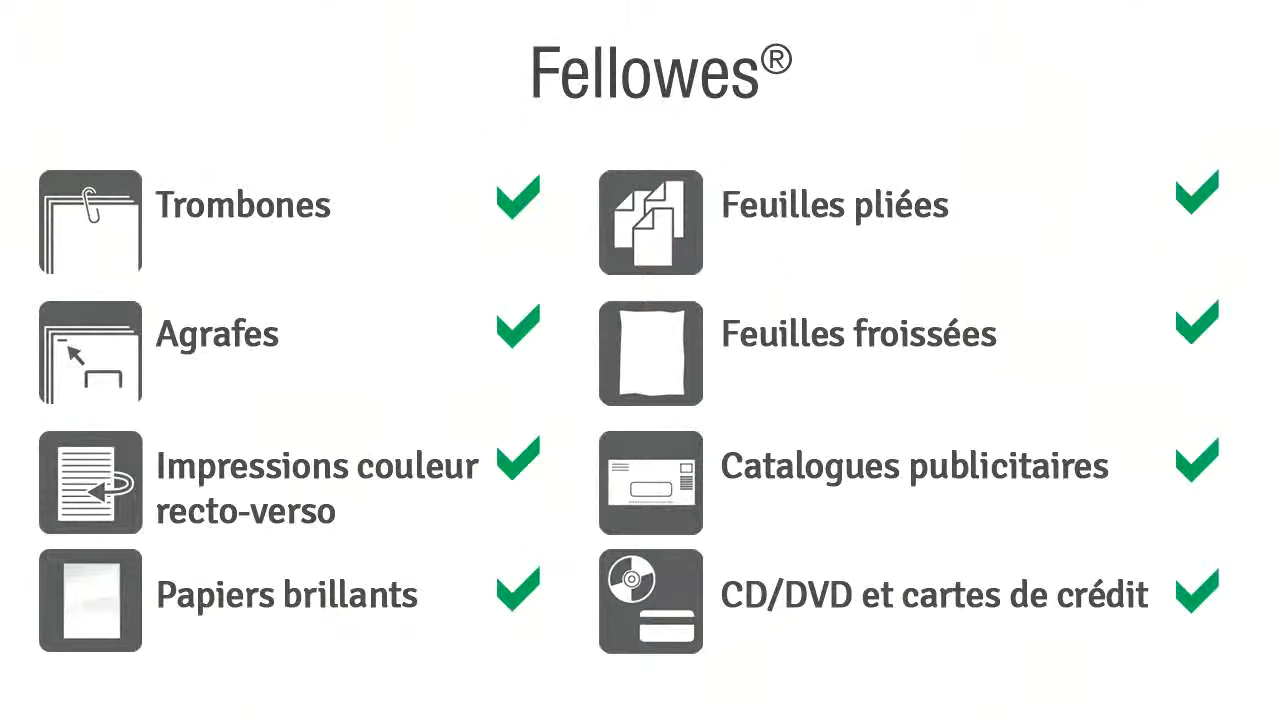 Fellowes®
Trombones
Feuilles pliées
Agrafes
Feuilles froissées
Impressions couleur
recto-verso
Catalogues publicitaires
Papiers brillants
CD/DVD et cartes de crédit